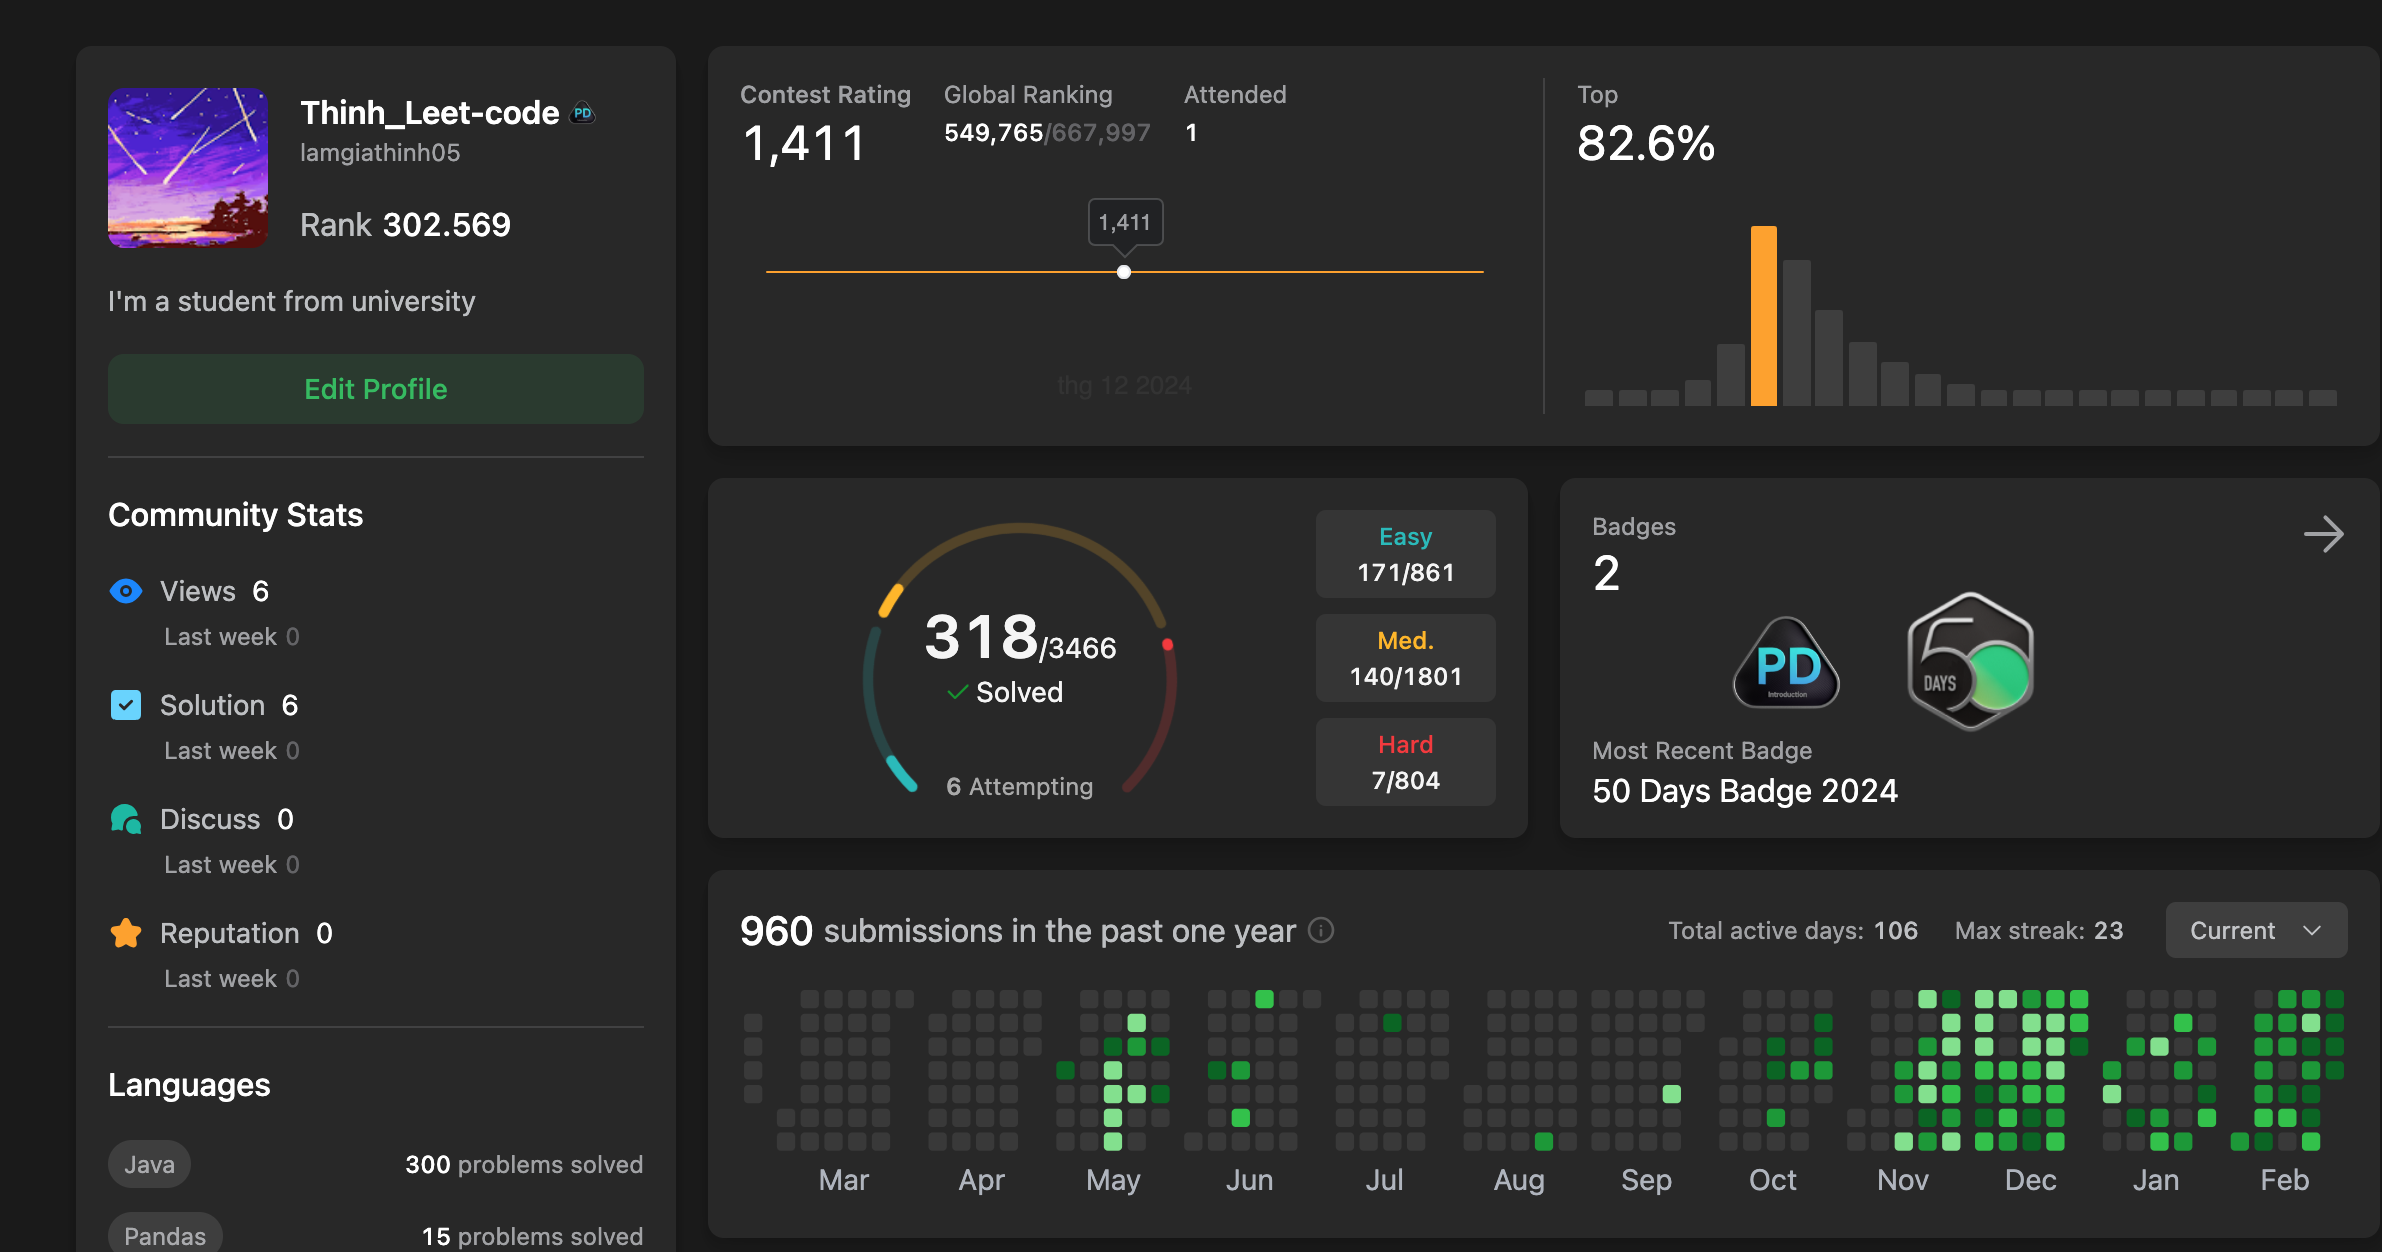 Thinh_Leet-code PD
lamgiathinh05
Rank 302.569
I'm a student from university
Edit Profile
Community Stats
Views 6
Last week 0
Solution 6
Last week 0
Discuss 0
Last week 0
Reputation 0
Last week 0
Languages
Java 300 problems solved
Pandas 15 problems solved
Contest Rating
1,411
Global Ranking
549,765/667,997
Attended
1
1,411
thg 12 2024
Top
82.6%
318/3466
Solved
6 Attempting
Easy
171/861
Med.
140/1801
Hard
7/804
Badges
2
PD
Introduction
50
DAYS
Most Recent Badge
50 Days Badge 2024
960 submissions in the past one year
Total active days: 106 Max streak: 23 Current
Mar Apr May Jun Jul Aug Sep Oct Nov Dec Jan Feb